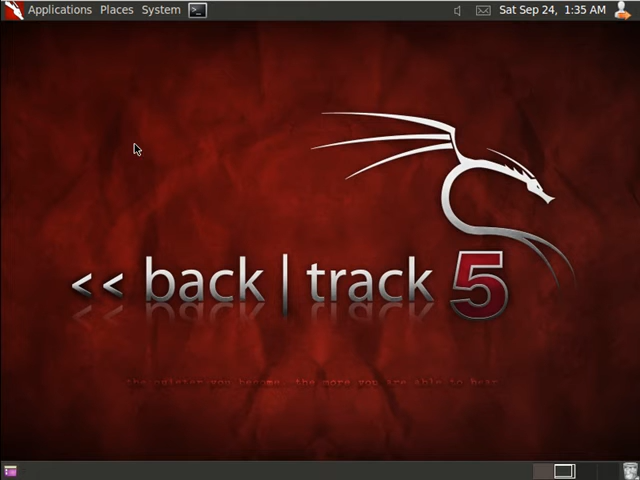 Applications Places System Sat Sep 24, 1:35 AM
<< back | track 5
the quieter you become, the more you are able to hear